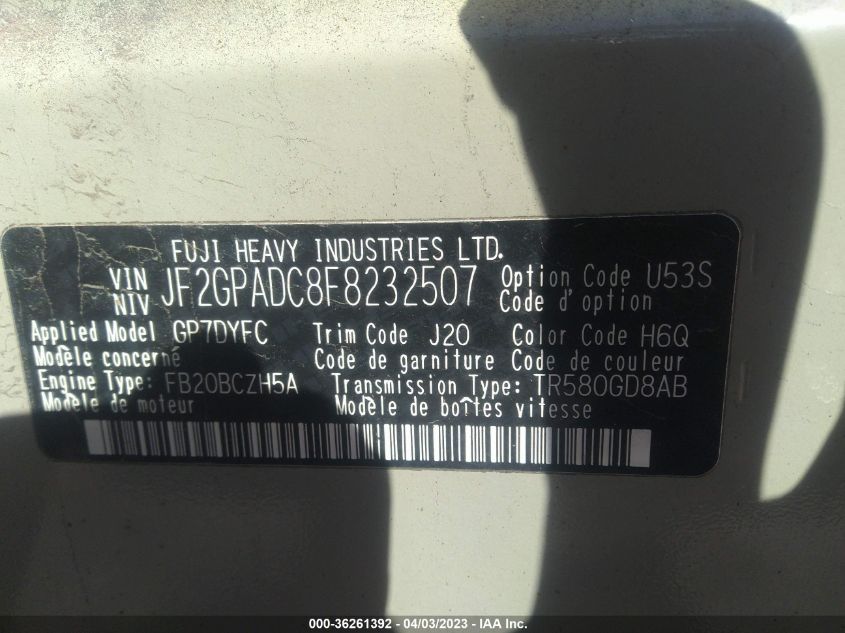 FUJI HEAVY INDUSTRIES LTD.
VIN NIV JF2GPADC8F8232507 Option Code U53S
Code d'option
Applied Model GP7DYFC Trim Code J20 Color Code H6Q
Modèle concerné Code de garniture Code de couleur
Engine Type: FB20BCZH5A Transmission Type: TR580GD8AB
Modèle de moteur Modèle de boîtes vitesse
000-36261392 - 04/03/2023 - IAA Inc.